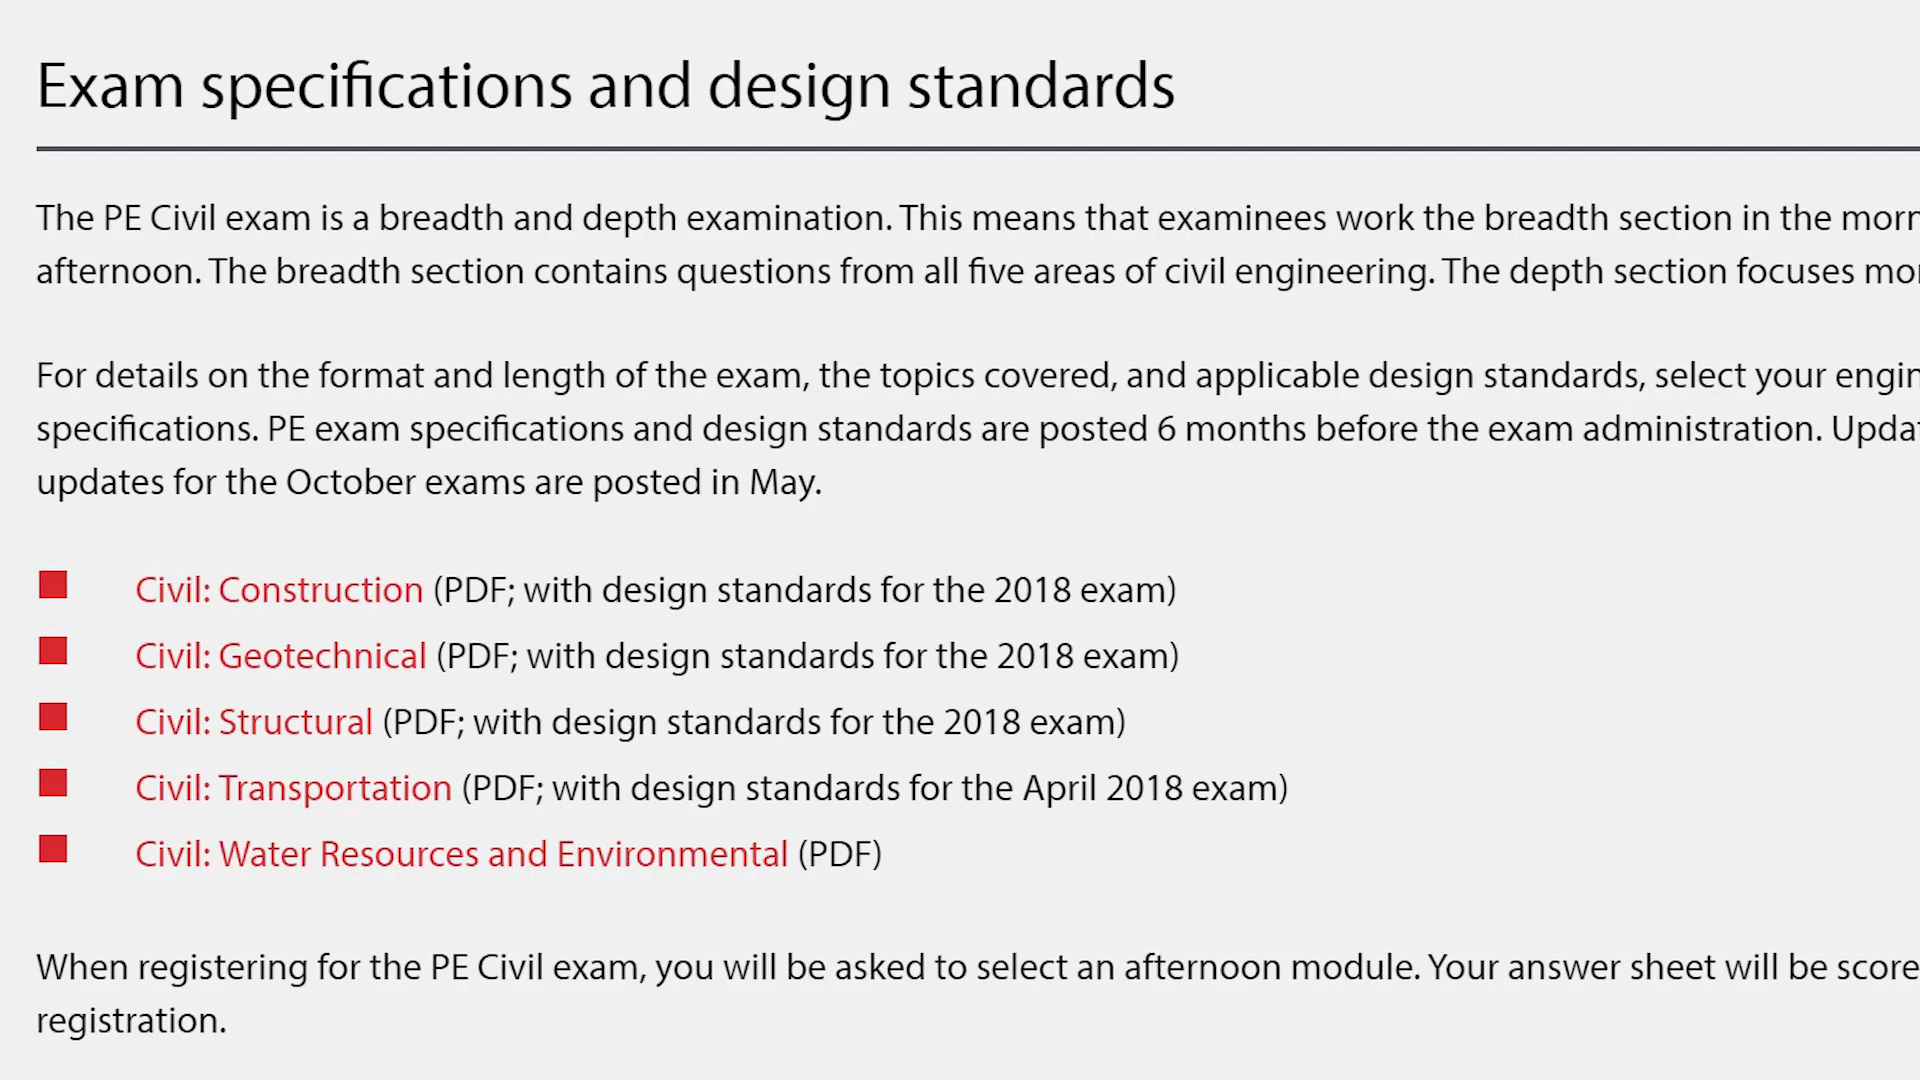 Exam specifications and design standards
The PE Civil exam is a breadth and depth examination. This means that examinees work the breadth section in the
afternoon. The breadth section contains questions from all five areas of civil engineering. The depth section focuses
For details on the format and length of the exam, the topics covered, and applicable design standards, select your
specifications. PE exam specifications and design standards are posted 6 months before the exam administration.
updates for the October exams are posted in May.
Civil: Construction (PDF; with design standards for the 2018 exam)
Civil: Geotechnical (PDF; with design standards for the 2018 exam)
Civil: Structural (PDF; with design standards for the 2018 exam)
Civil: Transportation (PDF; with design standards for the April 2018 exam)
Civil: Water Resources and Environmental (PDF)
When registering for the PE Civil exam, you will be asked to select an afternoon module. Your answer sheet will be
registration.